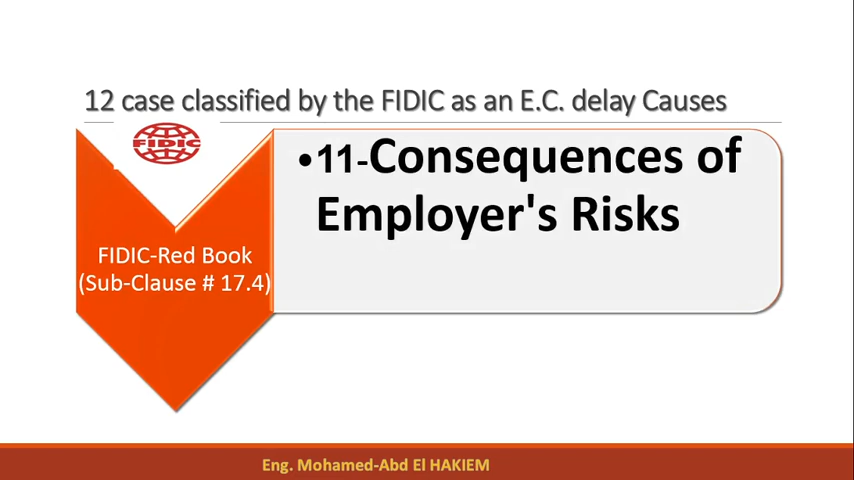 12 case classified by the FIDIC as an E.C. delay Causes
FIDIC
•11-Consequences of
Employer's Risks
FIDIC-Red Book
(Sub-Clause # 17.4)
Eng. Mohamed-Abd El HAKIEM